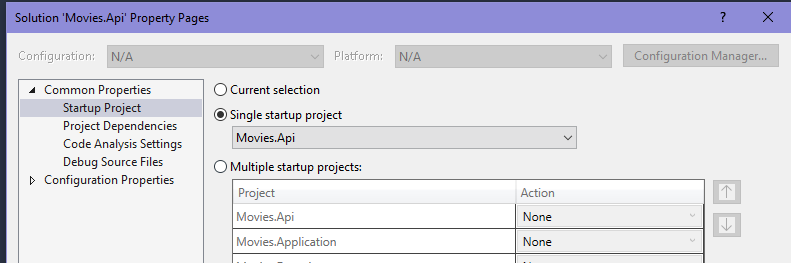 Solution 'Movies.Api' Property Pages ? ×
Configuration: N/A Platform: N/A Configuration Manager...
Common Properties
Startup Project
Project Dependencies
Code Analysis Settings
Debug Source Files
Configuration Properties
Current selection
Single startup project
Movies.Api
Multiple startup projects:
Project Action
Movies.Api None
Movies.Application None